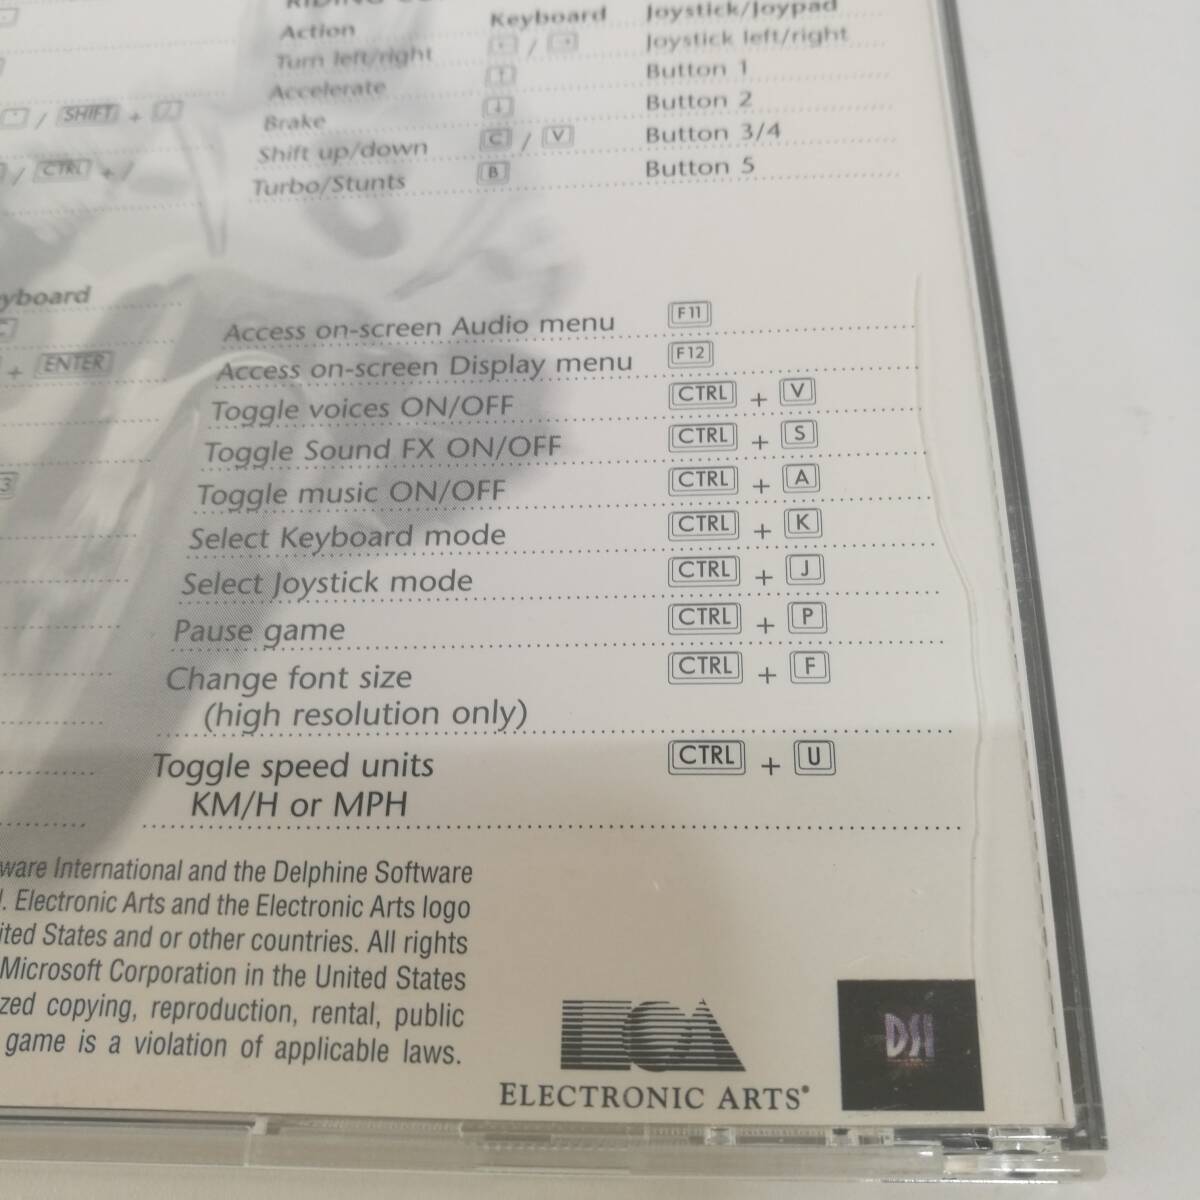 Action Keyboard Joystick/Joypad
Turn left/right ← / → Joystick left/right
Accelerate ↑ Button 1
Brake ↓ Button 2
Shift up/down C / V Button 3/4
Turbo/Stunts B Button 5
/ SHIFT + /
/ CTRL + /
yboard
+ ENTER
3
Access on-screen Audio menu F11
Access on-screen Display menu F12
Toggle voices ON/OFF CTRL + V
Toggle Sound FX ON/OFF CTRL + S
Toggle music ON/OFF CTRL + A
Select Keyboard mode CTRL + K
Select Joystick mode CTRL + J
Pause game CTRL + P
Change font size CTRL + F
(high resolution only)
Toggle speed units CTRL + U
KM/H or MPH
ware International and the Delphine Software
. Electronic Arts and the Electronic Arts logo
ited States and or other countries. All rights
Microsoft Corporation in the United States
zed copying, reproduction, rental, public
game is a violation of applicable laws.
ELECTRONIC ARTS®
DSI